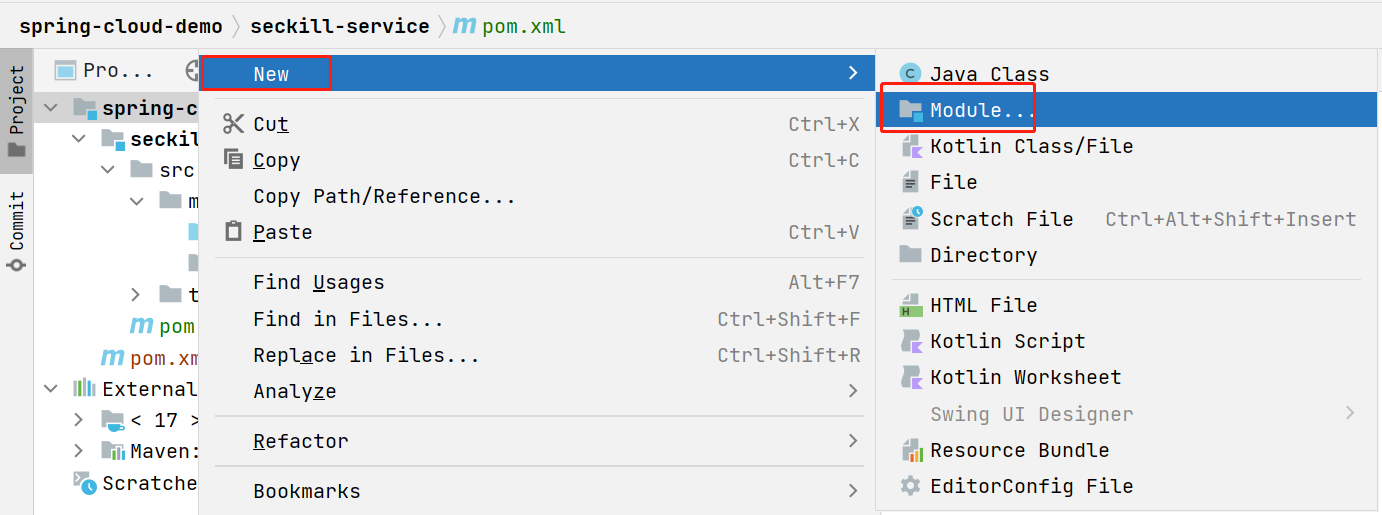 spring-cloud-demo 〉 seckill-service 〉 m pom.xml
Project
Commit
Pro...
spring-c
seckill
src
m
t
m pom
m pom.xm
External
< 17 >
Maven:
Scratche
New
Cut Ctrl+X
Copy Ctrl+C
Copy Path/Reference...
Paste Ctrl+V
Find Usages Alt+F7
Find in Files... Ctrl+Shift+F
Replace in Files... Ctrl+Shift+R
Analyze
Refactor
Bookmarks
C Java Class
Module...
Kotlin Class/File
File
Scratch File Ctrl+Alt+Shift+Insert
Directory
H HTML File
Kotlin Script
Kotlin Worksheet
Swing UI Designer
Resource Bundle
EditorConfig File